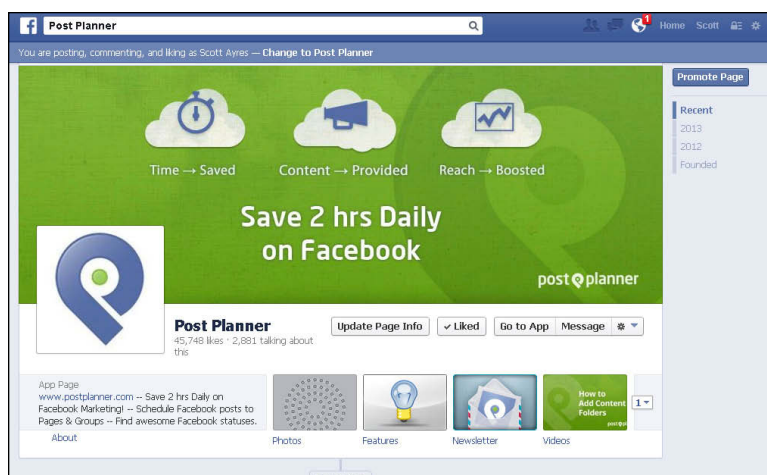 Post Planner
1
Home
Scott
You are posting, commenting, and liking as Scott Ayres — Change to Post Planner
Promote Page
Recent
2013
2012
Founded
Time → Saved
Content → Provided
Reach → Boosted
Save 2 hrs Daily
on Facebook
post planner
Post Planner
45,748 likes · 2,881 talking about
this
Update Page Info
✓ Liked
Go to App
Message
App Page
www.postplanner.com -- Save 2 hrs Daily on
Facebook Marketing! -- Schedule Facebook posts to
Pages & Groups -- Find awesome Facebook statuses.
About
Photos
Features
Newsletter
How to
Add Content
Folders
Videos
1